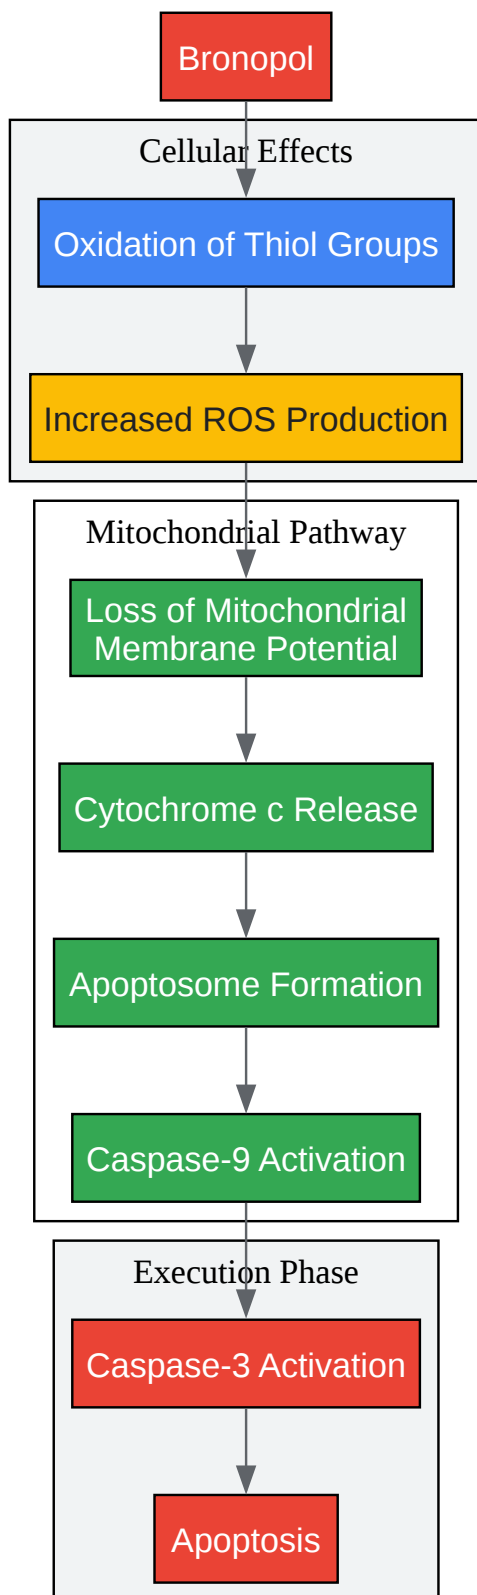 Bronopol
Cellular Effects
Oxidation of Thiol Groups
Increased ROS Production
Mitochondrial Pathway
Loss of Mitochondrial
Membrane Potential
Cytochrome c Release
Apoptosome Formation
Caspase-9 Activation
Execution Phase
Caspase-3 Activation
Apoptosis